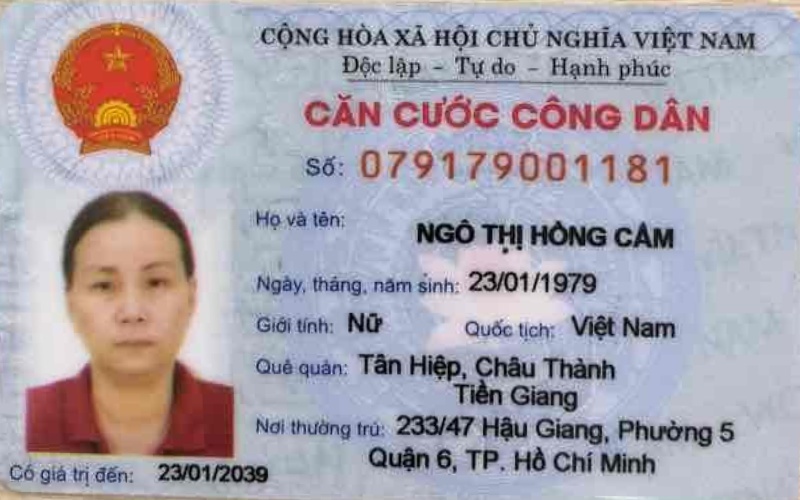 CỘNG HÒA XÃ HỘI CHỦ NGHĨA VIỆT NAM
Độc lập - Tự do - Hạnh phúc
CĂN CƯỚC CÔNG DÂN
Số: 079179001181
Họ và tên:
NGÔ THỊ HỒNG CẨM
Ngày, tháng, năm sinh: 23/01/1979
Giới tính: Nữ Quốc tịch: Việt Nam
Quê quán: Tân Hiệp, Châu Thành
Tiền Giang
Nơi thường trú: 233/47 Hậu Giang, Phường 5
Quận 6, TP. Hồ Chí Minh
Có giá trị đến: 23/01/2039